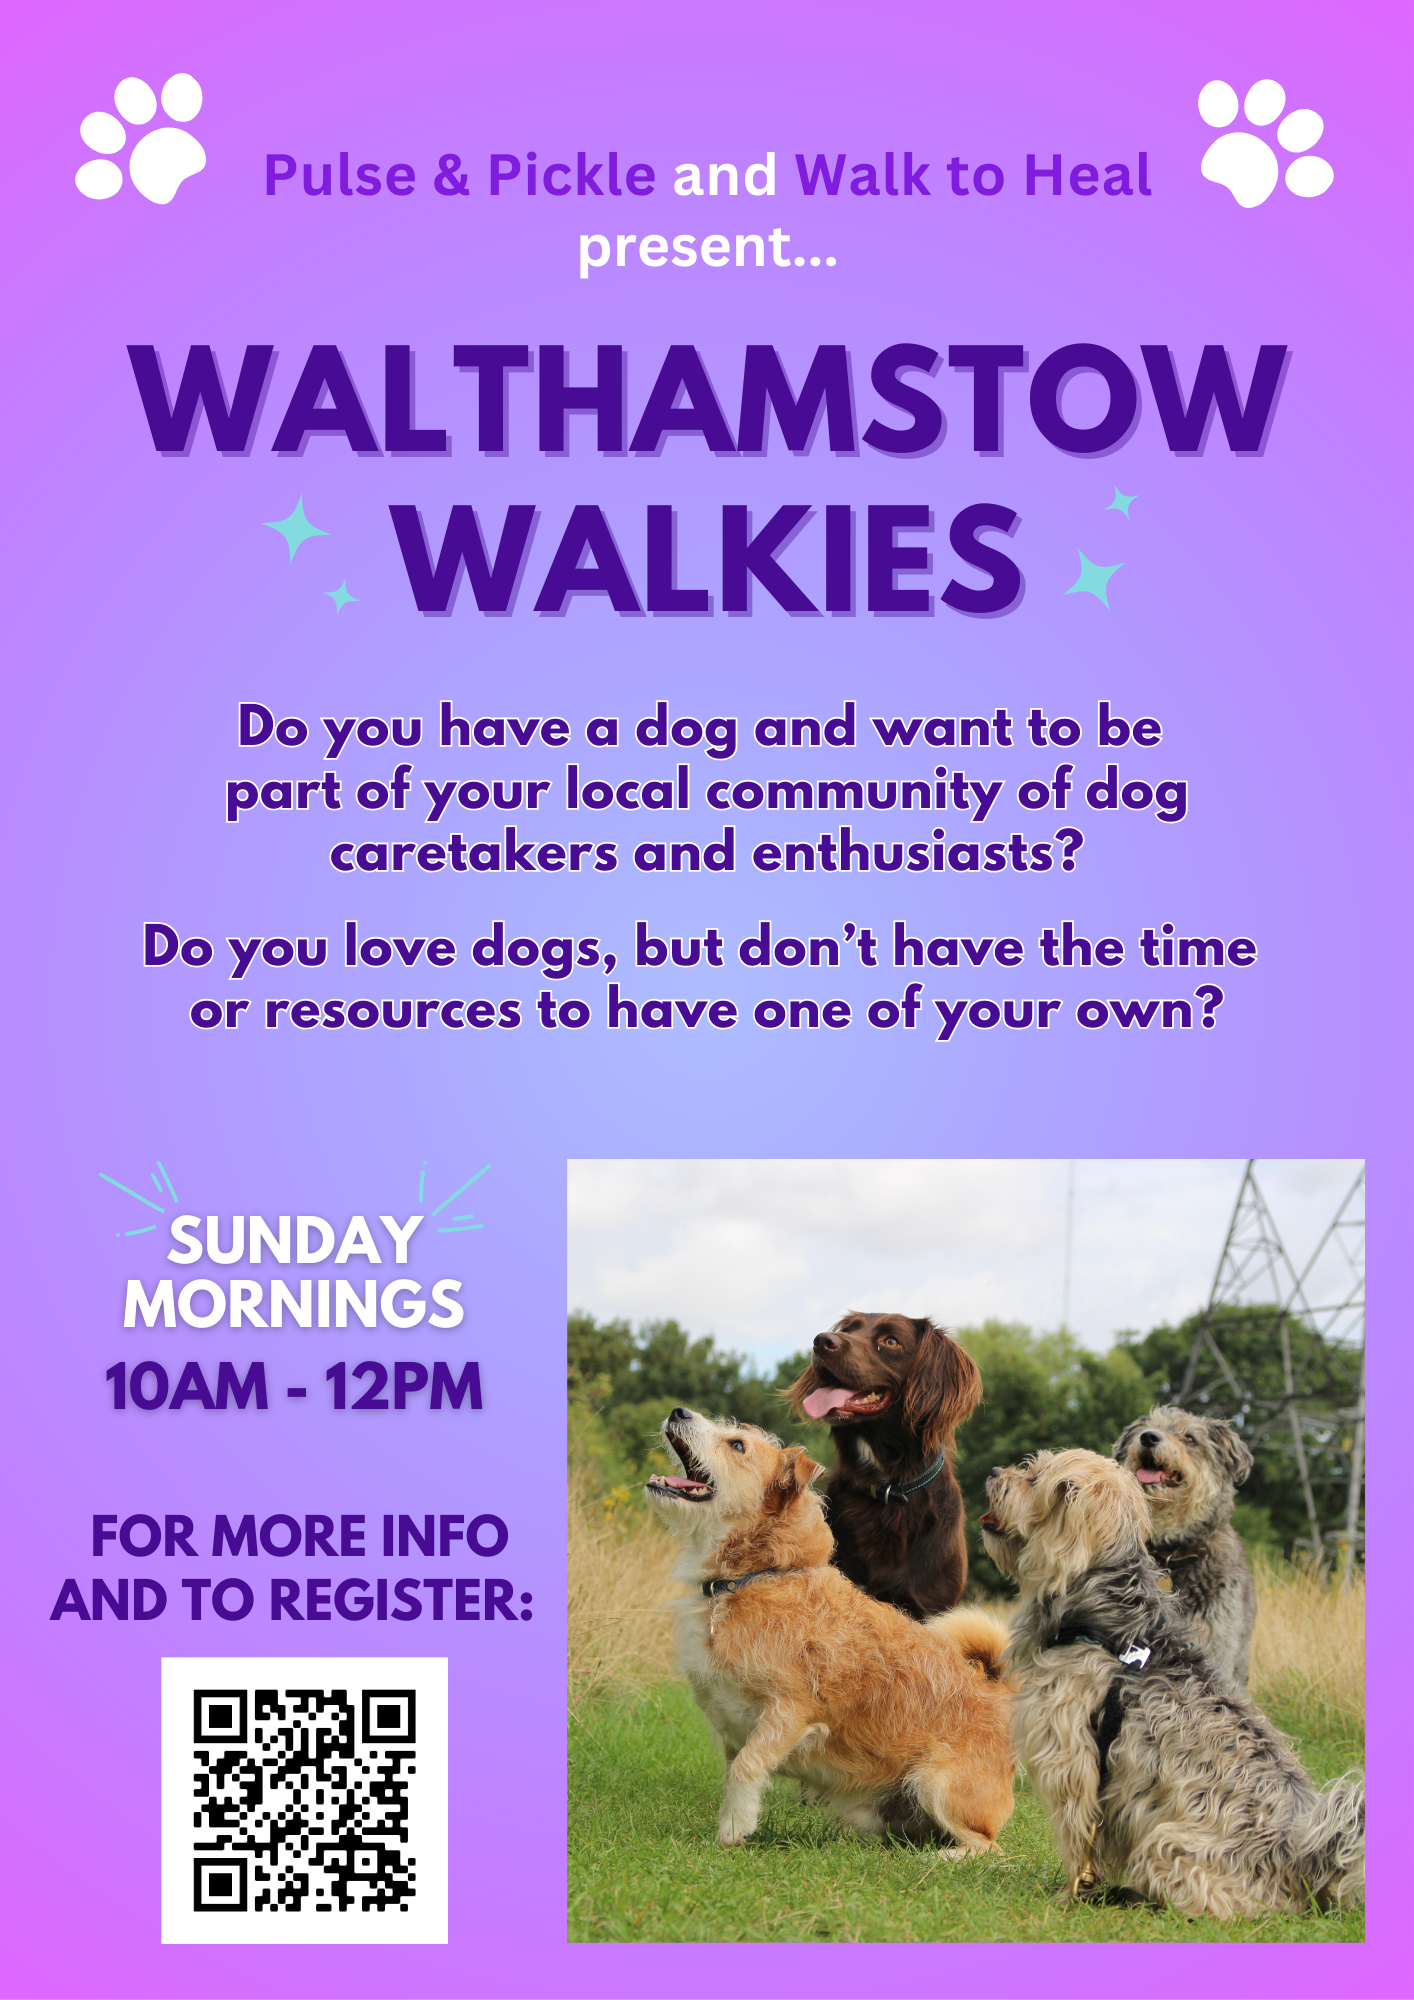 Pulse & Pickle and Walk to Heal
present...
WALTHAMSTOW
WALKIES
Do you have a dog and want to be
part of your local community of dog
caretakers and enthusiasts?
Do you love dogs, but don’t have the time
or resources to have one of your own?
SUNDAY
MORNINGS
10AM - 12PM
FOR MORE INFO
AND TO REGISTER: